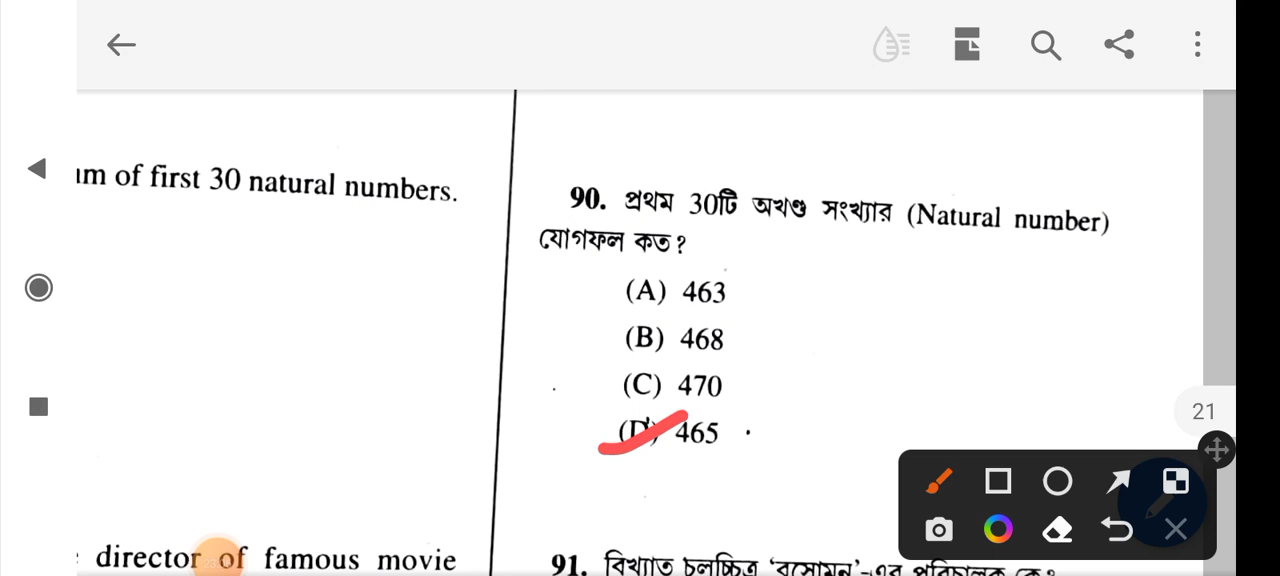 of first 30 natural numbers.
90. প্রথম 30টি অখণ্ড সংখ্যার (Natural number)
যোগফল কত?
(A) 463
(B) 468
(C) 470
(D) 465
21
director of famous movie
91. বিখ্যাত চলচ্চিত্র